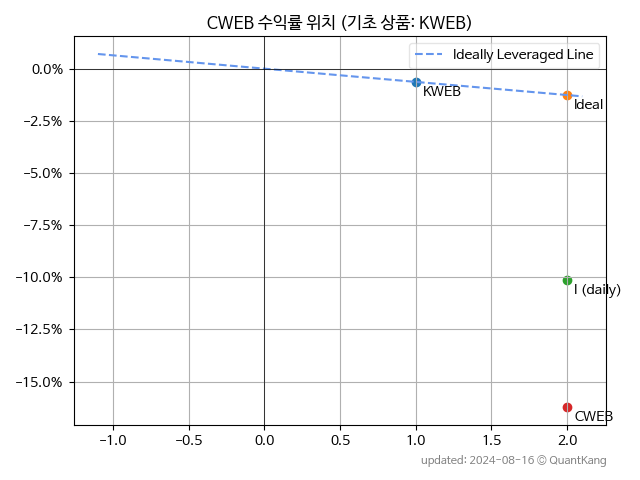 CWEB 수익률 위치 (기초 상품: KWEB)
Ideally Leveraged Line
0.0%
−2.5%
−5.0%
−7.5%
−10.0%
−12.5%
−15.0%
KWEB
Ideal
I (daily)
CWEB
−1.0 −0.5 0.0 0.5 1.0 1.5 2.0
updated: 2024-08-16 © QuantKang